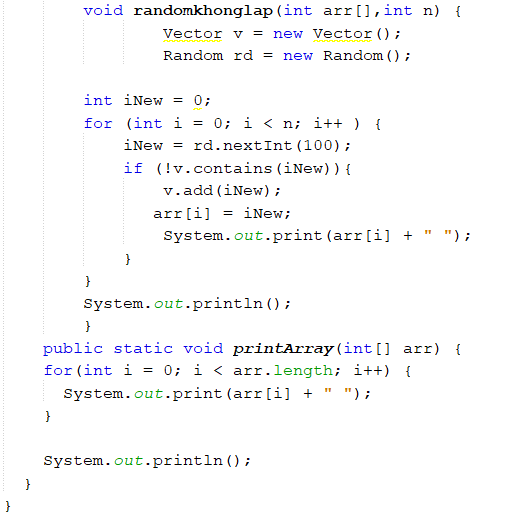 void randomkhonglap(int arr[],int n) {
Vector v = new Vector();
Random rd = new Random();
int iNew = 0;
for (int i = 0; i < n; i++ ) {
iNew = rd.nextInt(100);
if (!v.contains(iNew)){
v.add(iNew);
arr[i] = iNew;
System.out.print(arr[i] + " ");
}
}
System.out.println();
}
public static void printArray(int[] arr) {
for(int i = 0; i < arr.length; i++) {
System.out.print(arr[i] + " ");
}
System.out.println();
}
}